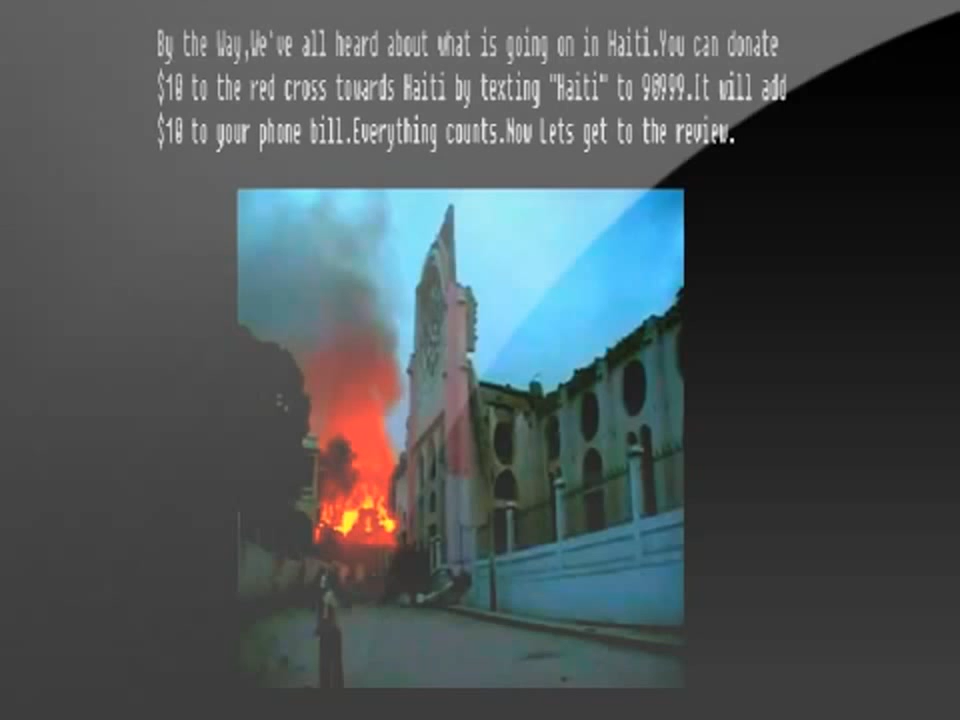 By the Way,We've all heard about what is going on in Haiti.You can donate
$10 to the red cross towards Haiti by texting "Haiti" to 90999.It will add
$10 to your phone bill.Everything counts.Now Lets get to the review.